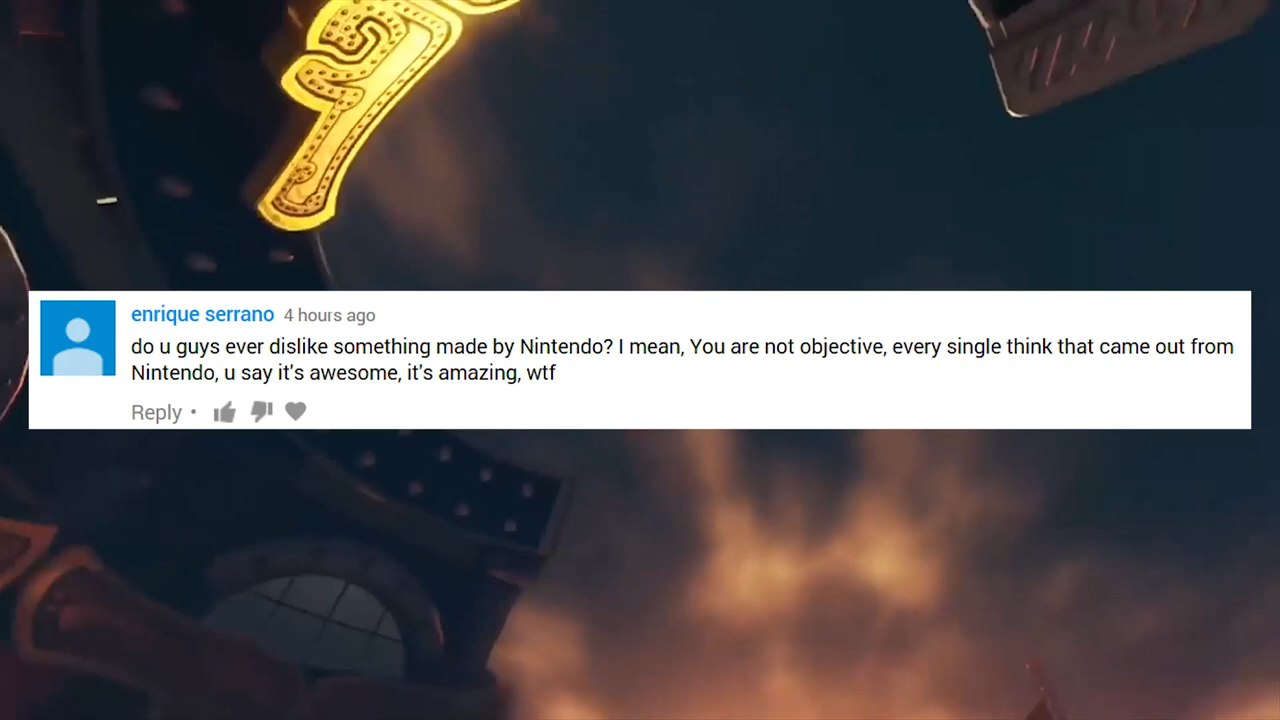 enrique serrano 4 hours ago
do u guys ever dislike something made by Nintendo? I mean, You are not objective, every single think that came out from
Nintendo, u say it's awesome, it's amazing, wtf
Reply •